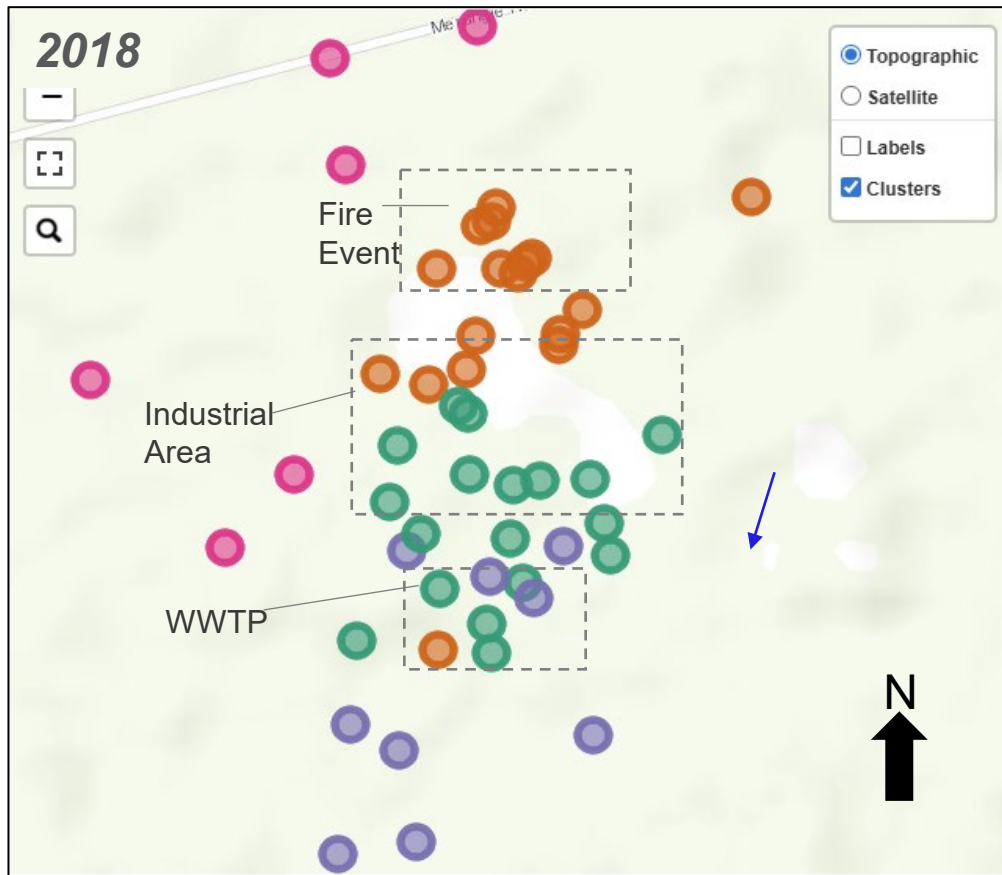 2018
Topographic
Satellite
Labels
Clusters
Fire
Event
Industrial
Area
WWTP
N